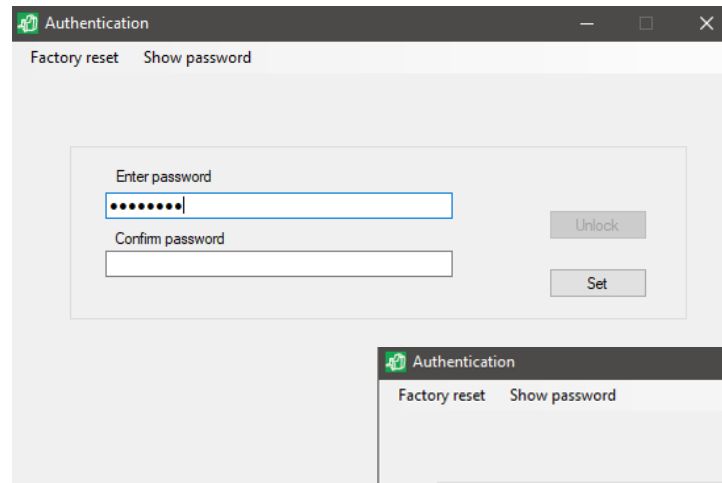 Authentication
Factory reset Show password
Enter password
••••••••
Unlock
Confirm password
Set
Authentication
Factory reset Show password